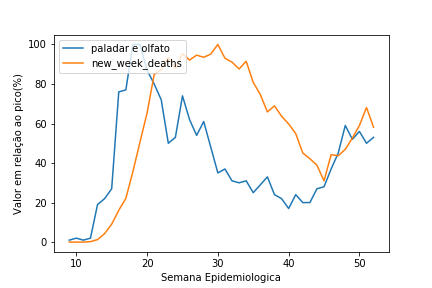 100
80
60
40
20
0
Valor em relação ao pico(%)
paladar e olfato
new_week_deaths
10
20
30
40
50
Semana Epidemiologica